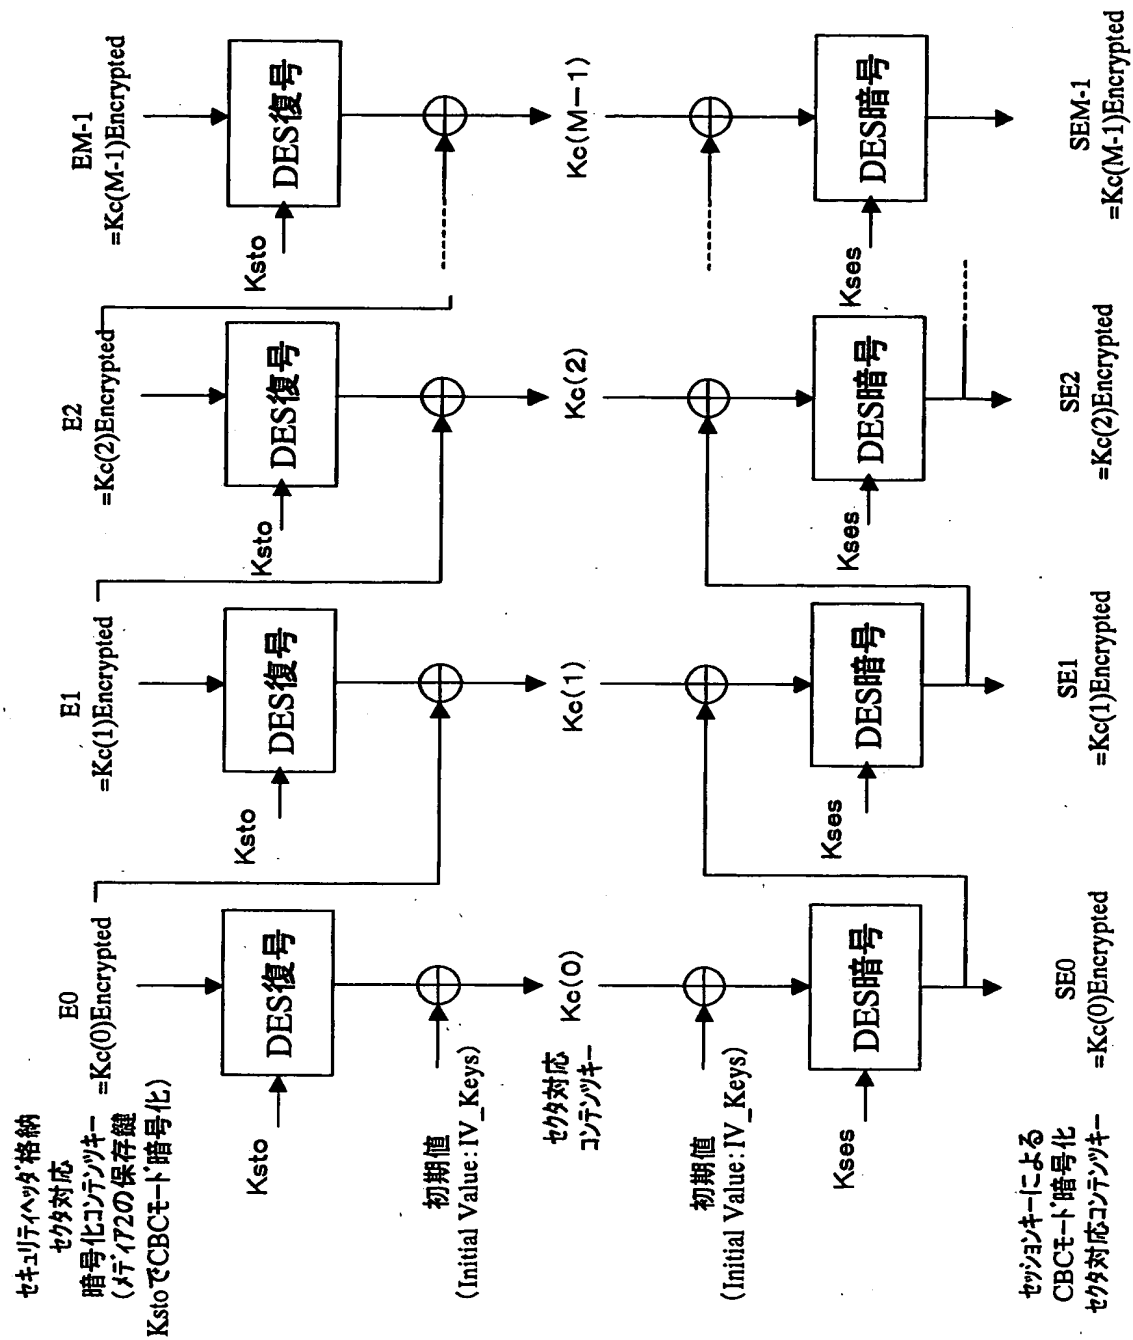 セキュリティヘッダ格納
セクタ対応
暗号化コンテンツキー
(メディア2の保存鍵
KstoでCBCモード暗号化)
E0
=Kc(0)Encrypted
E1
=Kc(1)Encrypted
E2
=Kc(2)Encrypted
EM-1
=Kc(M-1)Encrypted
Ksto
DES復号
Ksto
DES復号
Ksto
DES復号
Ksto
DES復号
初期値
(Initial Value:IV_Keys)
セクタ対応
コンテンツキー
Kc(0)
Kc(1)
Kc(2)
Kc(M-1)
初期値
(Initial Value:IV_Keys)
Kses
DES暗号
Kses
DES暗号
Kses
DES暗号
Kses
DES暗号
セッションキーによる
CBCモード暗号化
セクタ対応コンテンツキー
SE0
=Kc(0)Encrypted
SE1
=Kc(1)Encrypted
SE2
=Kc(2)Encrypted
SEM-1
=Kc(M-1)Encrypted